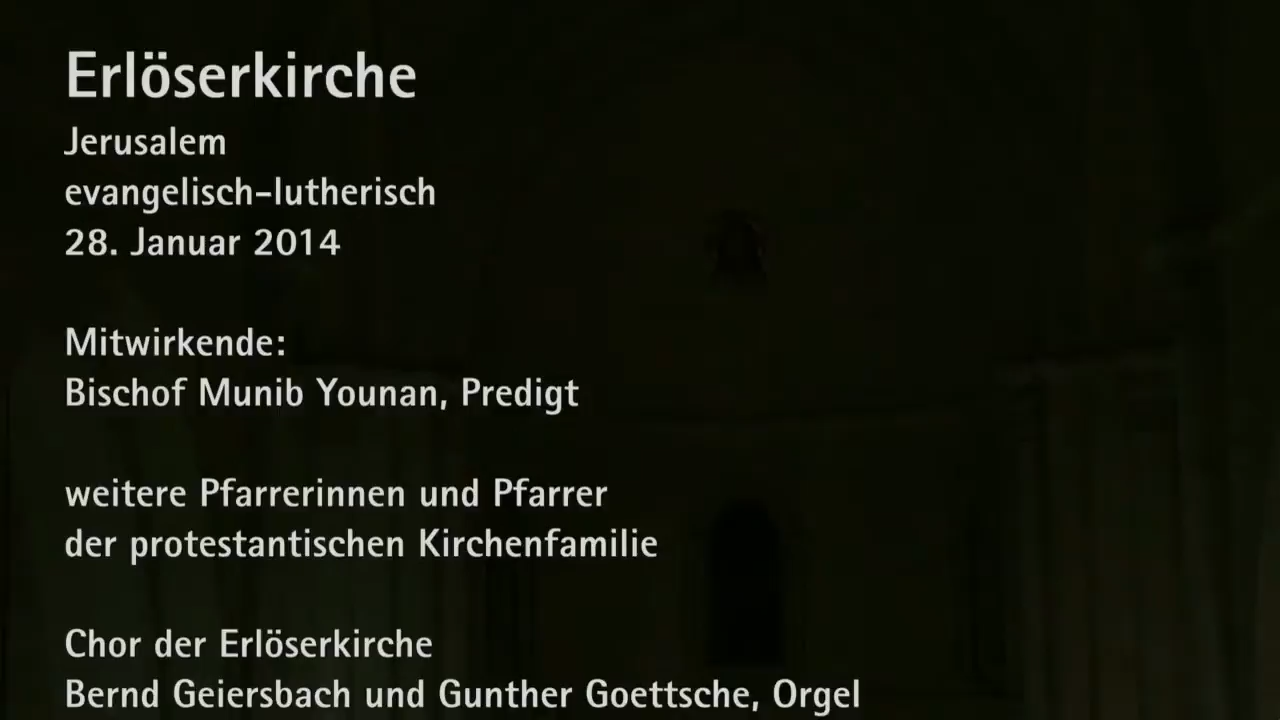 Erlöserkirche
Jerusalem
evangelisch-lutherisch
28. Januar 2014
Mitwirkende:
Bischof Munib Younan, Predigt
weitere Pfarrerinnen und Pfarrer
der protestantischen Kirchenfamilie
Chor der Erlöserkirche
Bernd Geiersbach und Gunther Goettsche, Orgel